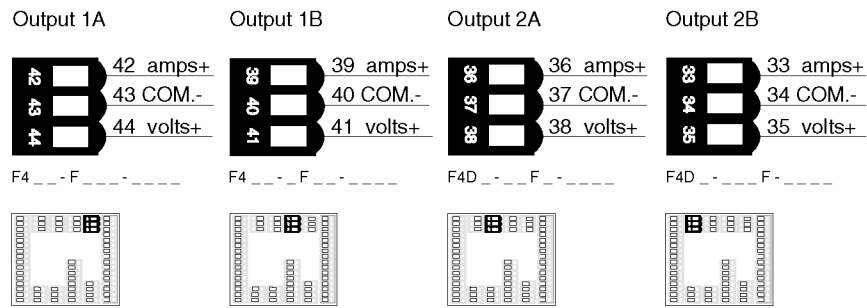 Output 1A
42 amps+
43 COM.-
44 volts+
42
43
44
F4 _ _ - F _ _ _ - _ _ _ _
Output 1B
39 amps+
40 COM.-
41 volts+
39
40
41
F4 _ _ - _ F _ _ - _ _ _ _
Output 2A
36 amps+
37 COM.-
38 volts+
36
37
38
F4D _ - _ _ F _ - _ _ _ _
Output 2B
33 amps+
34 COM.-
35 volts+
33
34
35
F4D _ - _ _ _ F - _ _ _ _